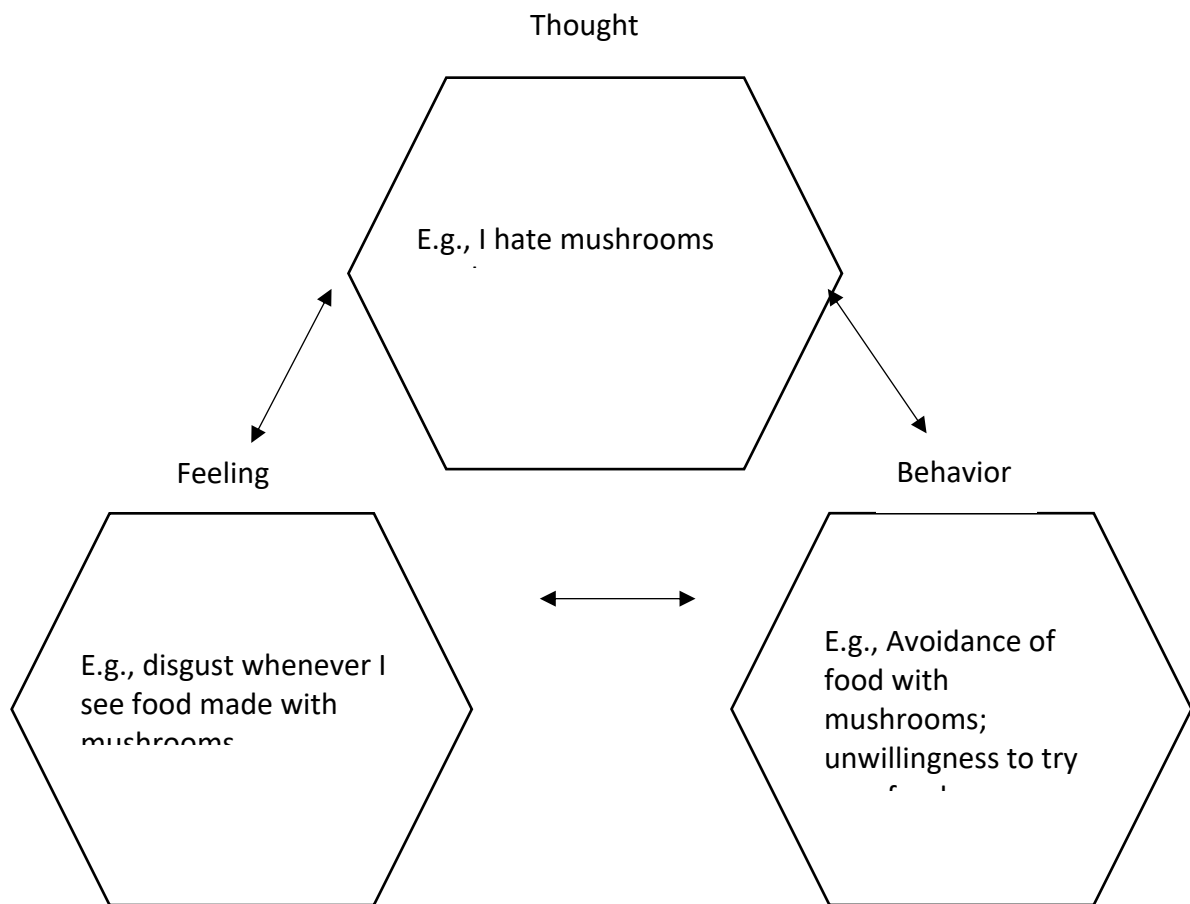 Thought
E.g., I hate mushrooms
Feeling
Behavior
E.g., disgust whenever I
see food made with
mushrooms
E.g., Avoidance of
food with
mushrooms;
unwillingness to try